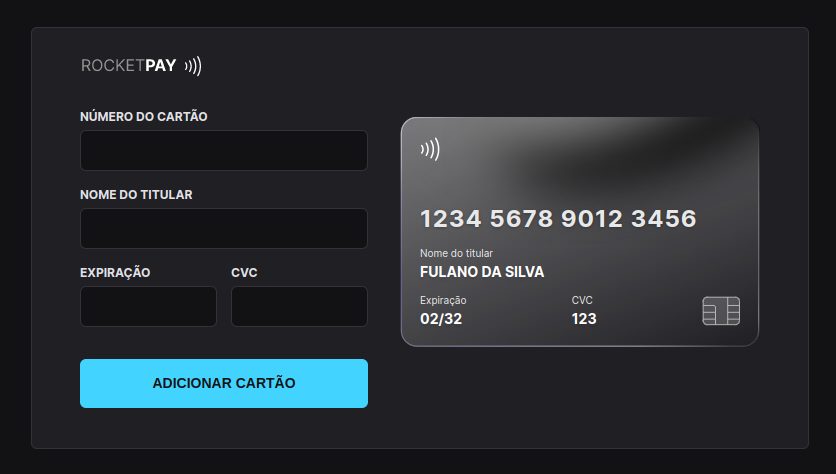 ROCKETPAY
NÚMERO DO CARTÃO
NOME DO TITULAR
EXPIRAÇÃO CVC
ADICIONAR CARTÃO
1234 5678 9012 3456
Nome do titular
FULANO DA SILVA
Expiração CVC
02/32 123